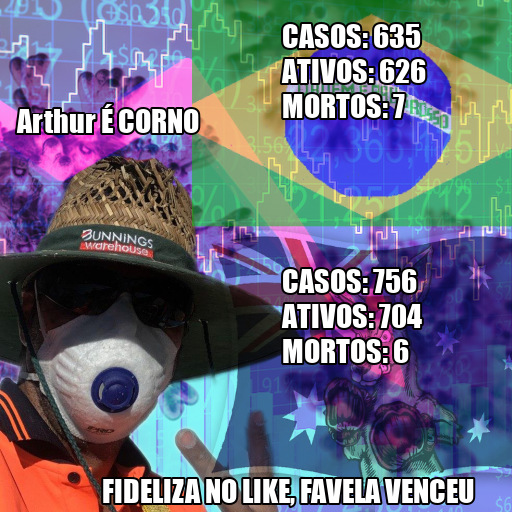 CASOS: 635
ATIVOS: 626
MORTOS: 7
Arthur É CORNO
BUNNINGS
warehouse
CASOS: 756
ATIVOS: 704
MORTOS: 6
FIDELIZA NO LIKE, FAVELA VENCEU